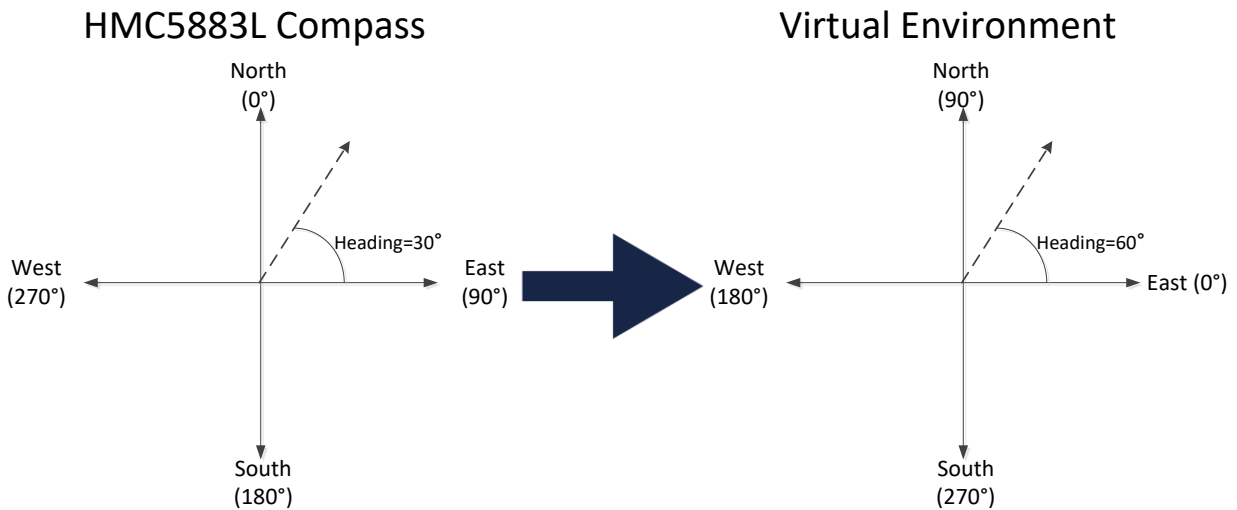 HMC5883L Compass
North
(0°)
Heading=30°
West
(270°)
East
(90°)
South
(180°)
Virtual Environment
North
(90°)
Heading=60°
West
(180°)
East (0°)
South
(270°)